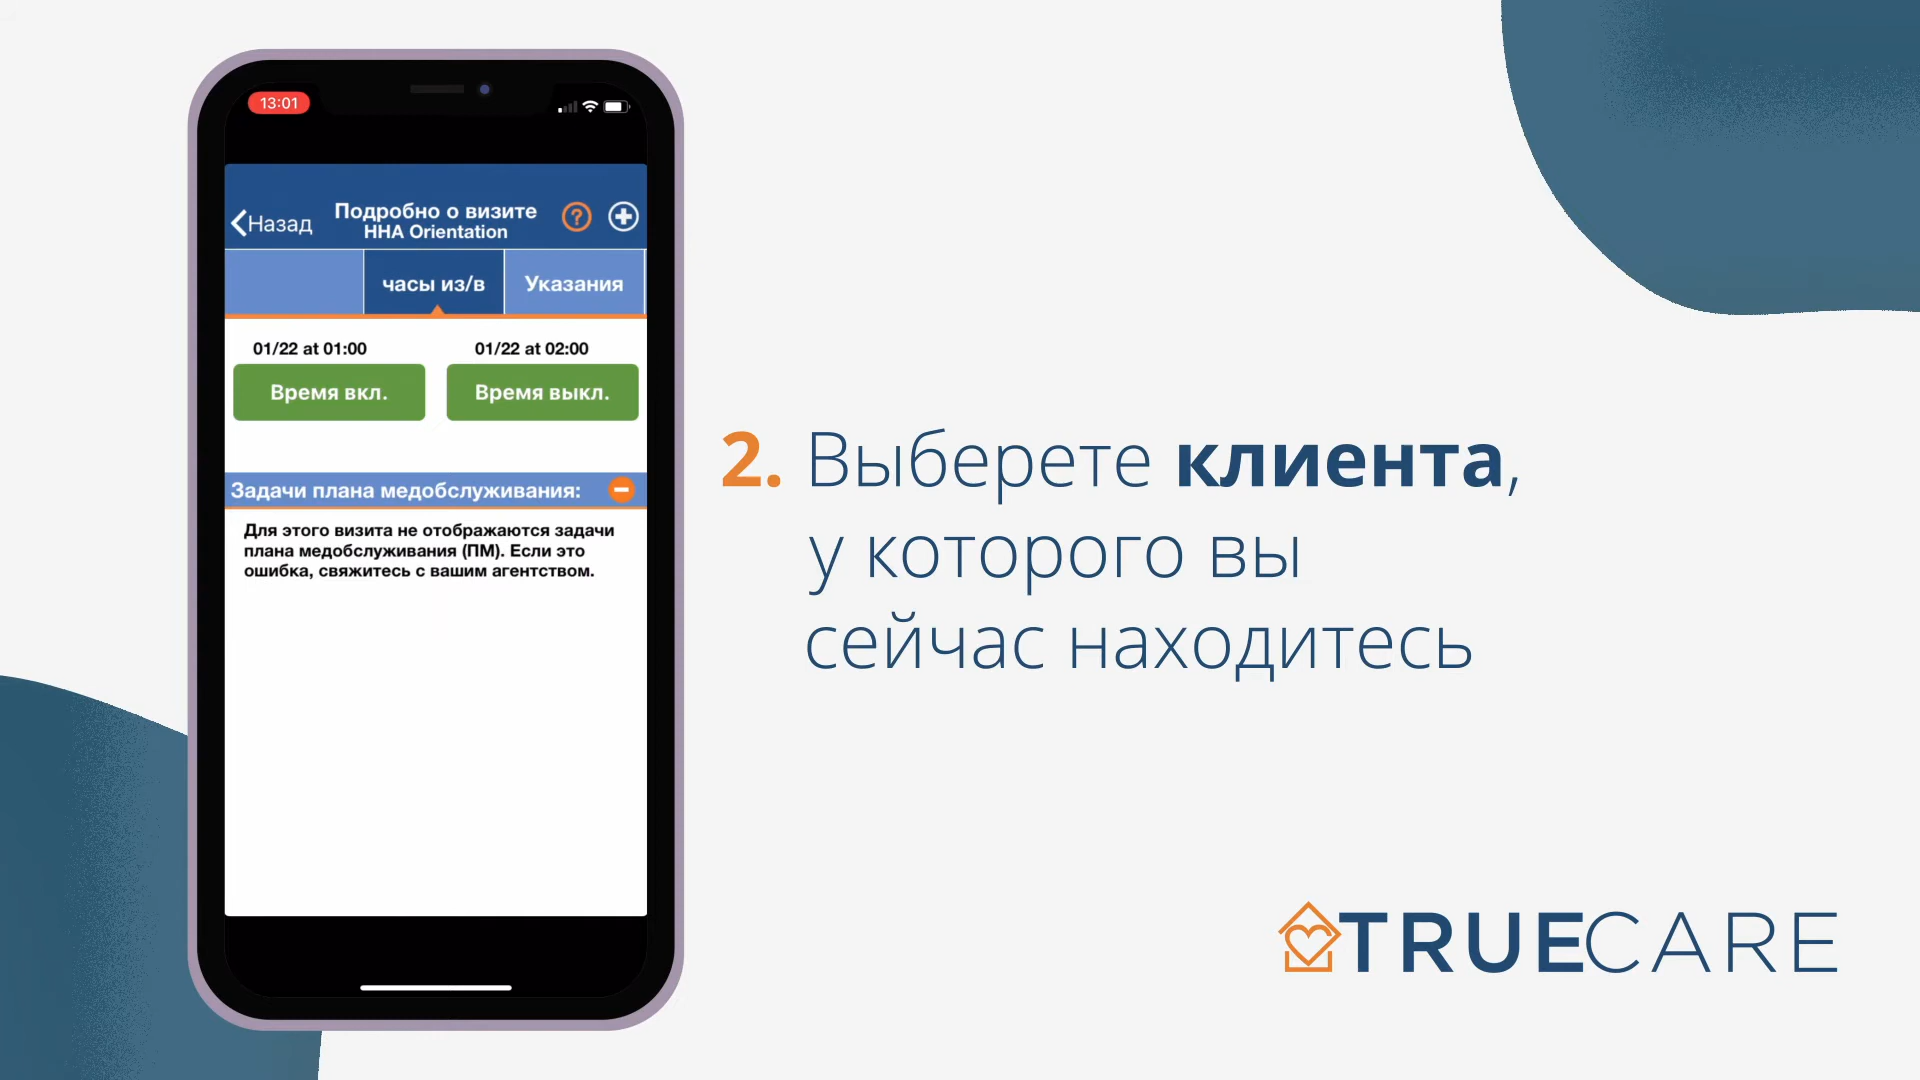 13:01
Назад
Подробно о визите
HHA Orientation
часы из/в
Указания
01/22 at 01:00
01/22 at 02:00
Время вкл.
Время выкл.
Задачи плана медобслуживания:
Для этого визита не отображаются задачи
плана медобслуживания (ПМ). Если это
ошибка, свяжитесь с вашим агентством.
2. Выберете клиента,
у которого вы
сейчас находитесь
TRUECARE